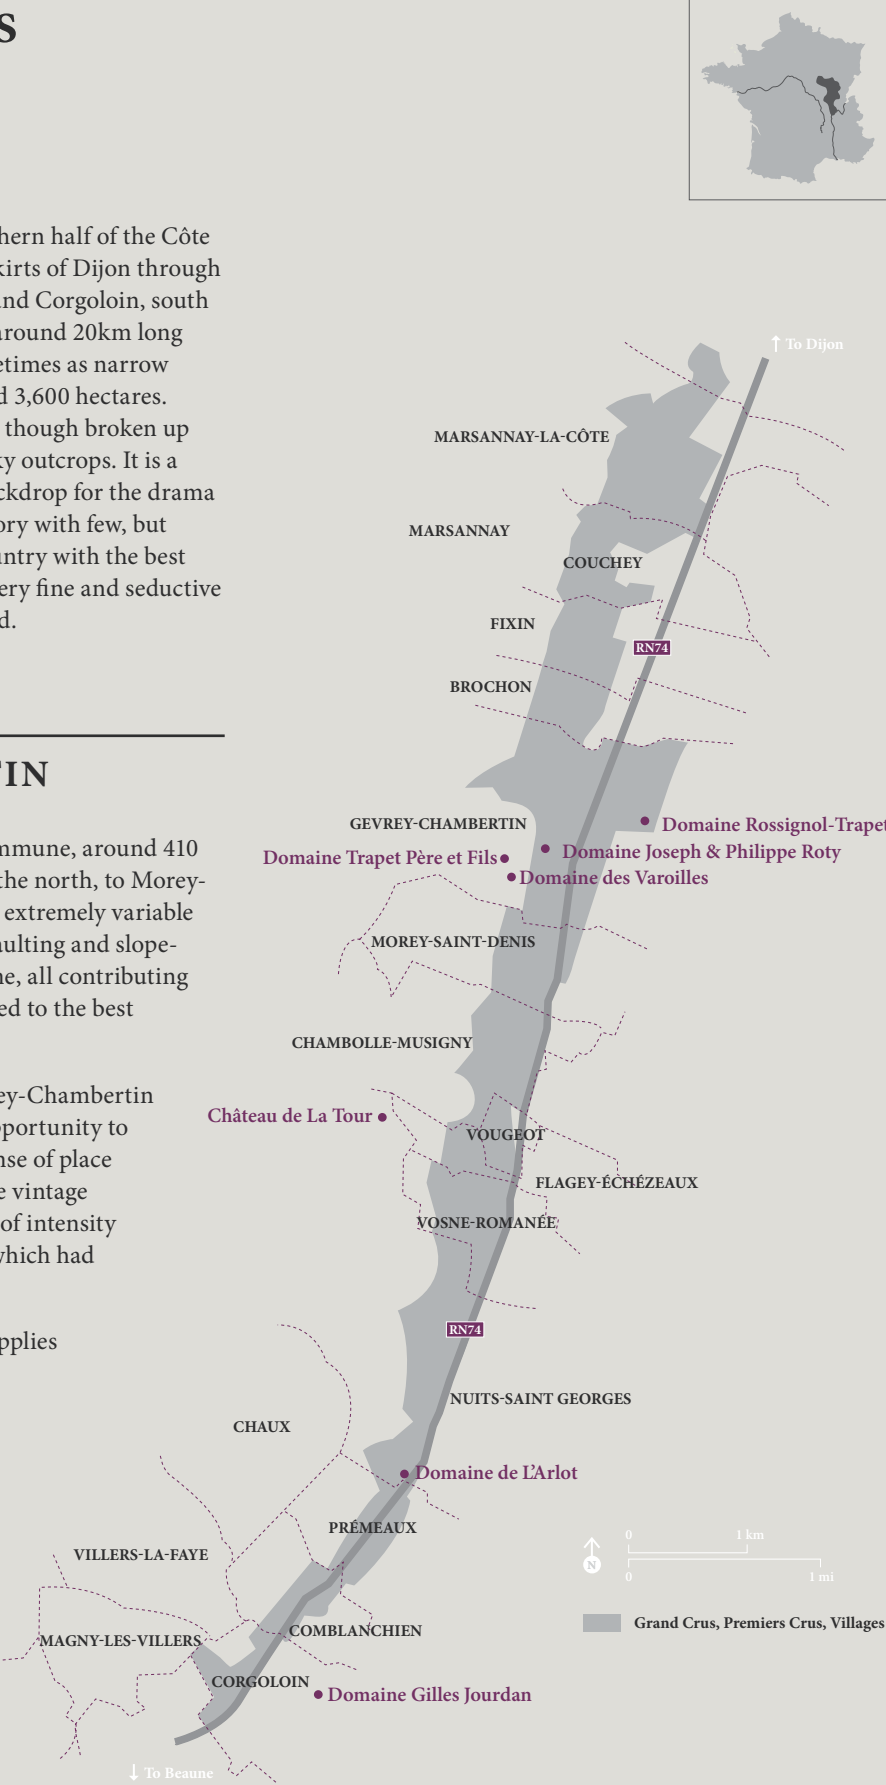 s
hern half of the Côte
kirts of Dijon through
and Corgoloin, south
around 20km long
etimes as narrow
d 3,600 hectares.
though broken up
ky outcrops. It is a
ckdrop for the drama
ory with few, but
untry with the best
ery fine and seductive
d.
TIN
mmune, around 410
the north, to Morey-
extremely variable
aulting and slope-
ne, all contributing
ed to the best
ey-Chambertin
pportunity to
nse of place
e vintage
of intensity
which had
pplies
↑ To Dijon
MARSANNAY-LA-CÔTE
MARSANNAY
COUCHEY
FIXIN
RN74
BROCHON
GEVREY-CHAMBERTIN
Domaine Rossignol-Trapet
Domaine Joseph & Philippe Roty
Domaine Trapet Père et Fils
Domaine des Varoilles
MOREY-SAINT-DENIS
CHAMBOLLE-MUSIGNY
Château de La Tour
VOUGEOT
FLAGEY-ÉCHÉZEAUX
VOSNE-ROMANÉE
RN74
NUITS-SAINT GEORGES
CHAUX
Domaine de L'Arlot
PRÉMEAUX
VILLERS-LA-FAYE
0 1 km
N
0 1 mi
Grand Crus, Premiers Crus, Villages
COMBLANCHIEN
MAGNY-LES-VILLERS
CORGOLOIN
Domaine Gilles Jourdan
↓ To Beaune